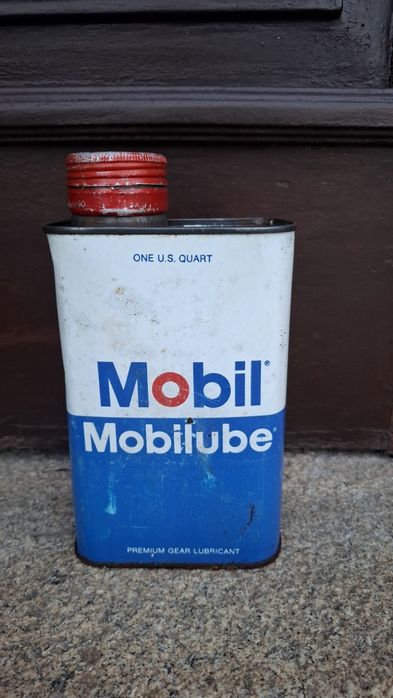 ONE U.S. QUART
Mobil®
Mobilube
PREMIUM GEAR LUBRICANT